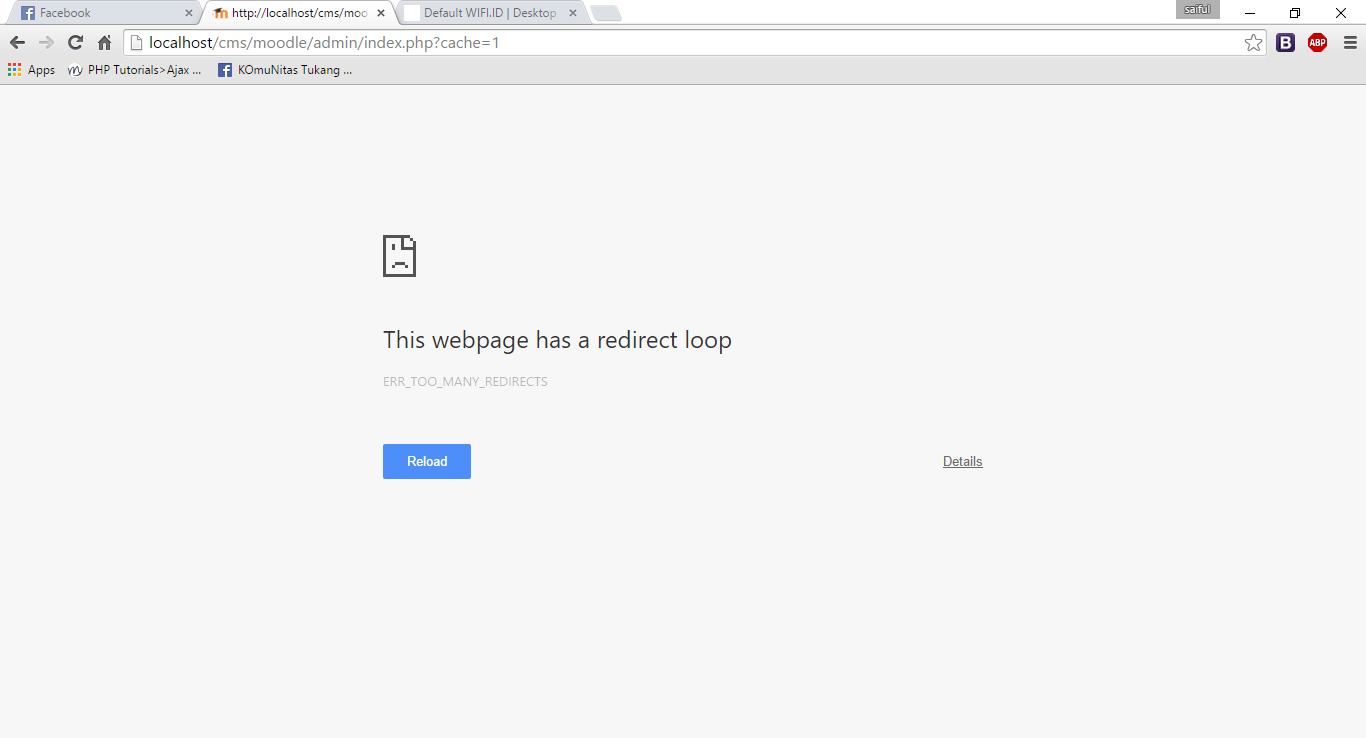 Facebook
http://localhost/cms/moo
Default WIFI.ID | Desktop
saiful
localhost/cms/moodle/admin/index.php?cache=1
B
ABP
Apps
PHP Tutorials>Ajax ...
KOmuNitas Tukang ...
This webpage has a redirect loop
ERR_TOO_MANY_REDIRECTS
Reload
Details